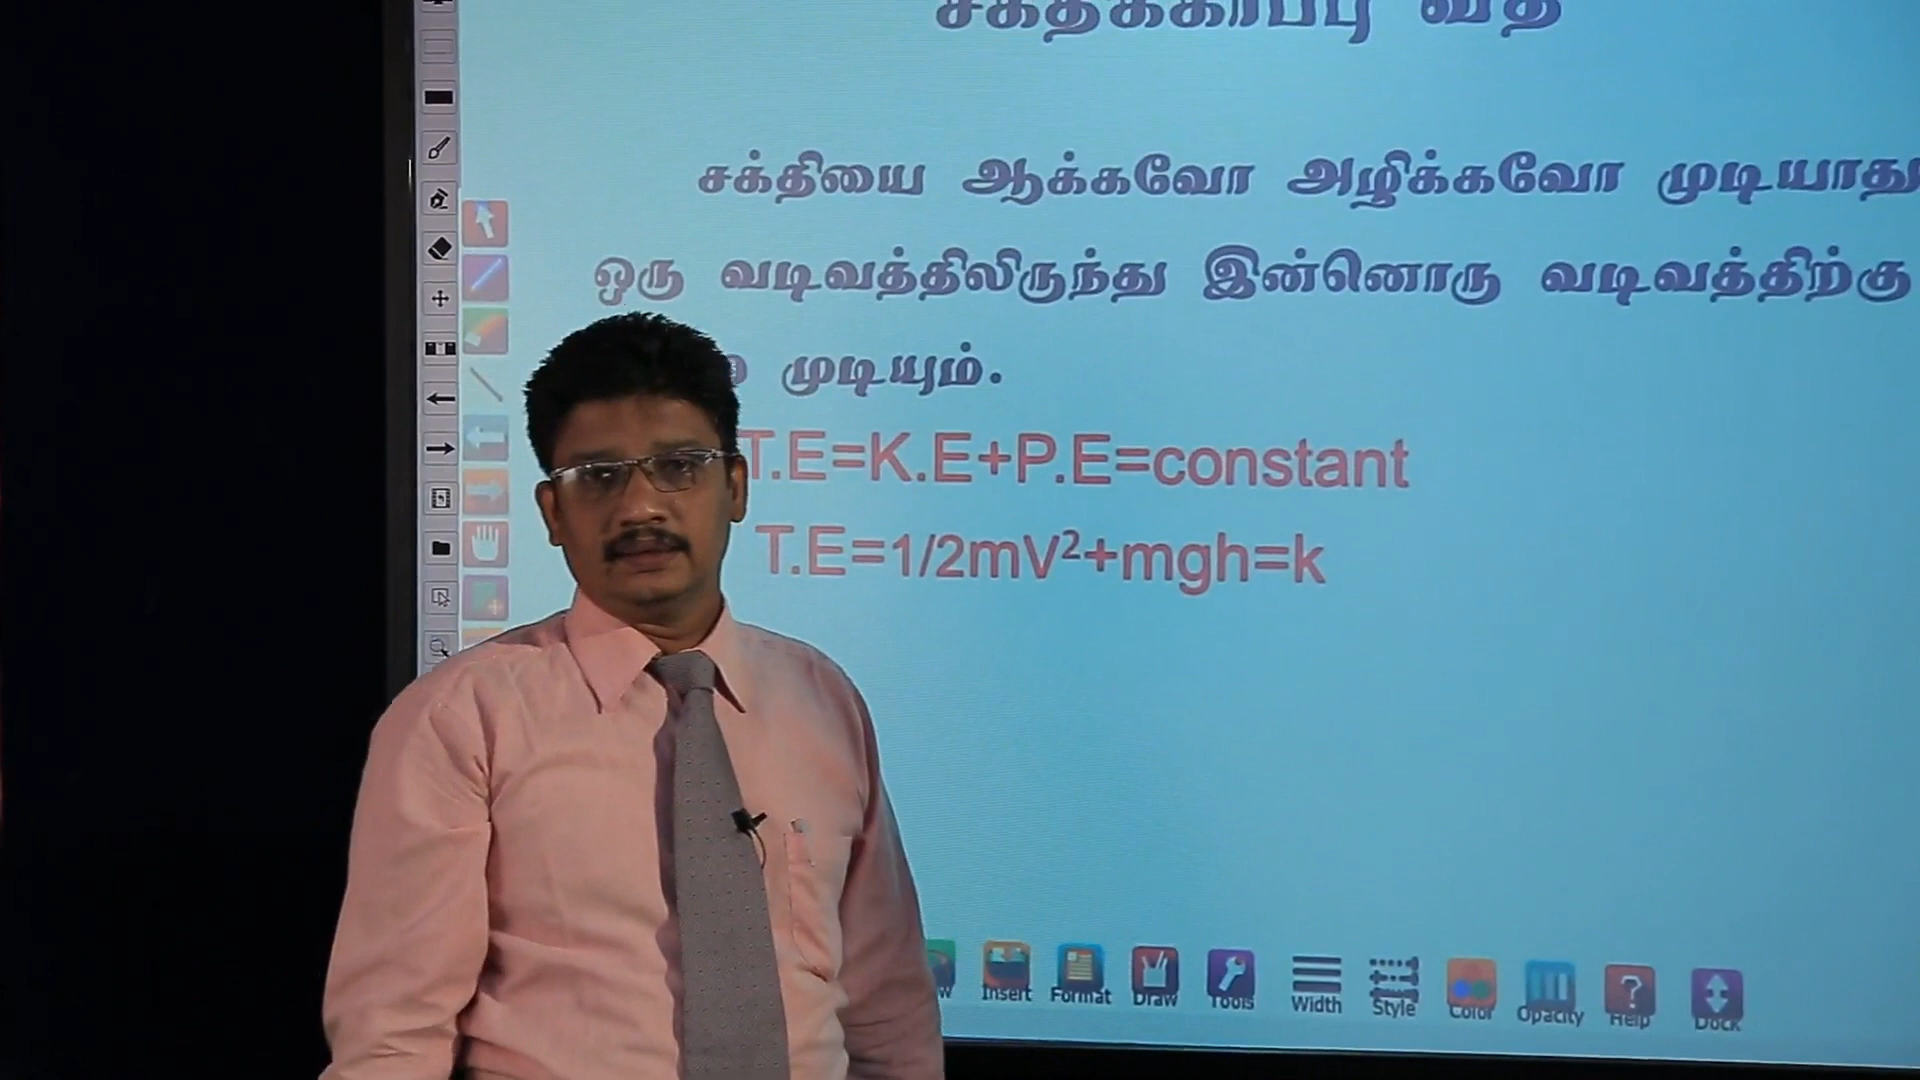 சக்திக்காப்பு விதி
சக்தியை ஆக்கவோ அழிக்கவோ முடியாது
ஒரு வடிவத்திலிருந்து இன்னொரு வடிவத்திற்கு
முடியும்.
T.E=K.E+P.E=constant
T.E=1/2mV²+mgh=k
Insert Format Draw Tools Width Style Color Opacity Help Dock